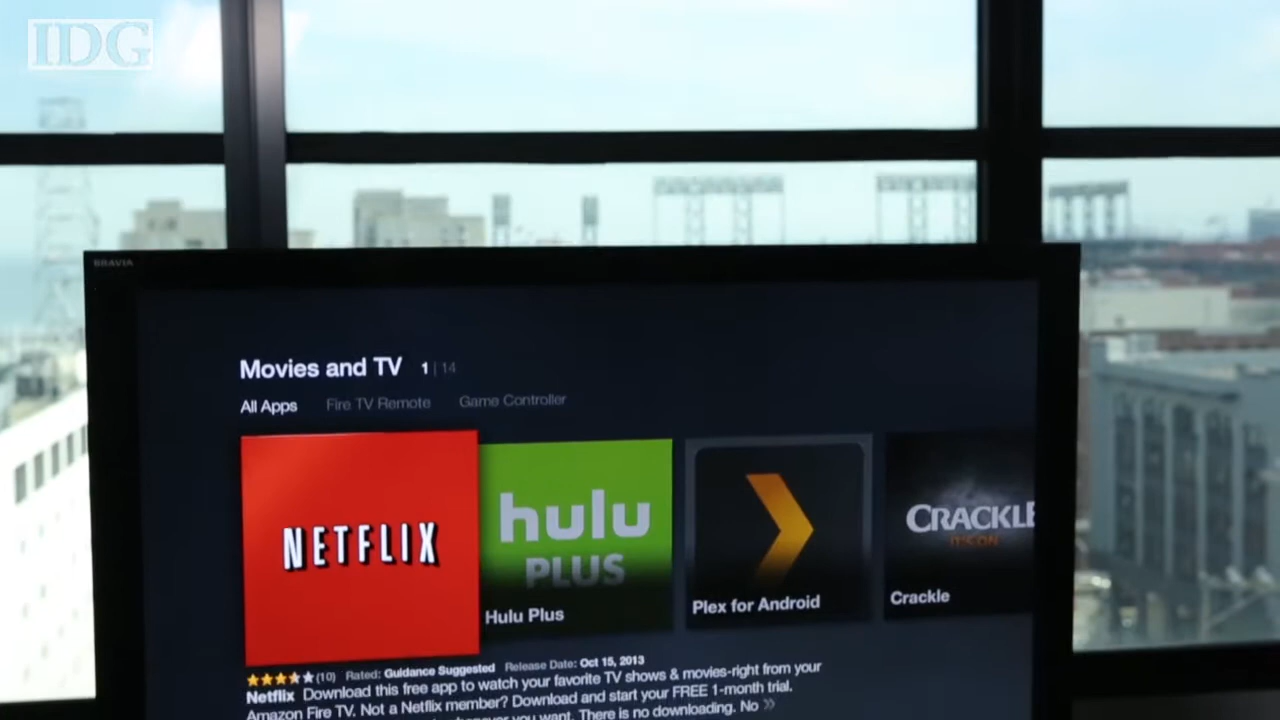 IDG
BRAVIA
Movies and TV 1 | 14
All Apps Fire TV Remote Game Controller
NETFLIX
hulu
PLUS
Hulu Plus
Plex for Android
CRACKLE
IT'S ON
Crackle
(10) Rated: Guidance Suggested Release Date: Oct 15, 2013
Netflix Download this free app to watch your favorite TV shows & movies-right from your
Amazon Fire TV. Not a Netflix member? Download and start your FREE 1-month trial.
you want. There is no downloading. No »